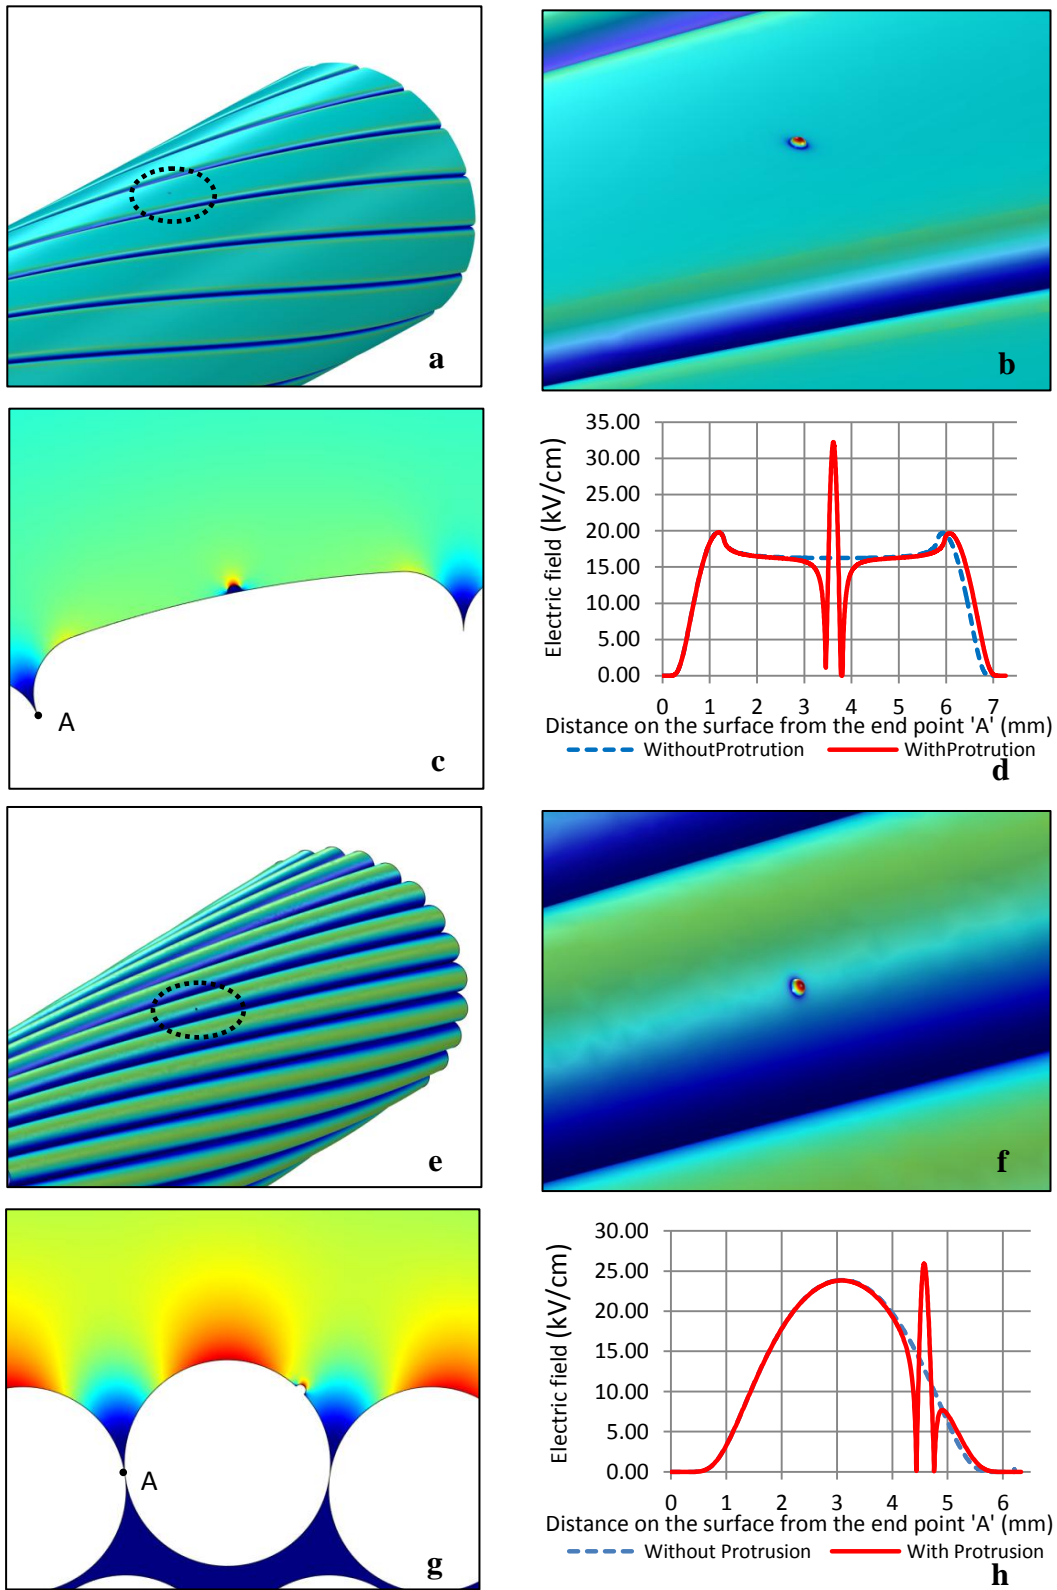 a
b
A
c
35.00
30.00
25.00
20.00
15.00
10.00
5.00
0.00
Electric field (kV/cm)
0 1 2 3 4 5 6 7
Distance on the surface from the end point 'A' (mm)
WithoutProtrution WithProtrution
d
e
f
A
g
30.00
25.00
20.00
15.00
10.00
5.00
0.00
Electric field (kV/cm)
0 1 2 3 4 5 6
Distance on the surface from the end point 'A' (mm)
Without Protrusion With Protrusion
h